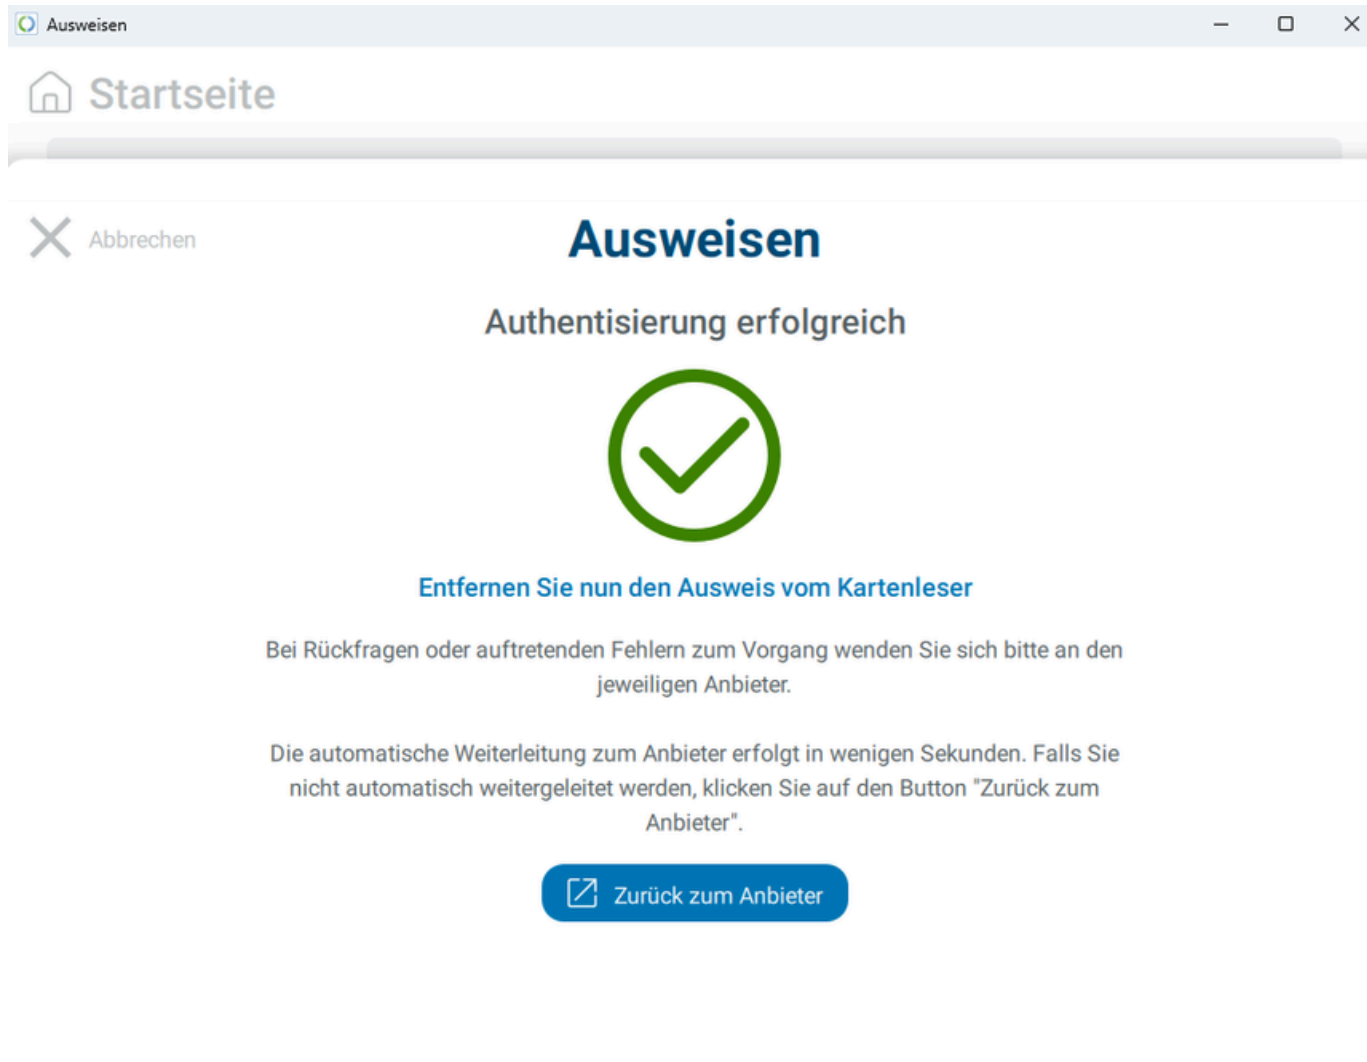 Ausweisen
Startseite
Abbrechen
Ausweisen
Authentisierung erfolgreich
Entfernen Sie nun den Ausweis vom Kartenleser
Bei Rückfragen oder auftretenden Fehlern zum Vorgang wenden Sie sich bitte an den
jeweiligen Anbieter.
Die automatische Weiterleitung zum Anbieter erfolgt in wenigen Sekunden. Falls Sie
nicht automatisch weitergeleitet werden, klicken Sie auf den Button "Zurück zum
Anbieter".
Zurück zum Anbieter